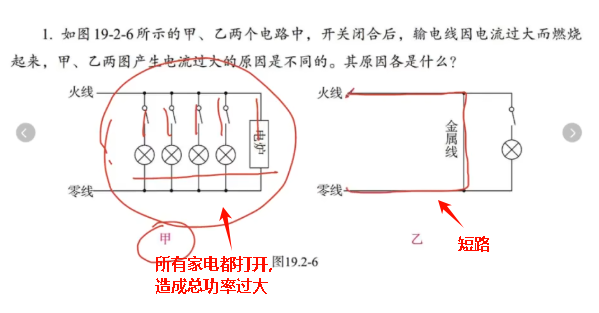 1. 如图19-2-6所示的甲、乙两个电路中，开关闭合后，输电线因电流过大而燃烧
起来，甲、乙两图产生电流过大的原因是不同的。其原因各是什么？
火线
电炉
零线
甲
火线
金属线
零线
乙
所有家电都打开，
造成总功率过大
图19.2-6
短路